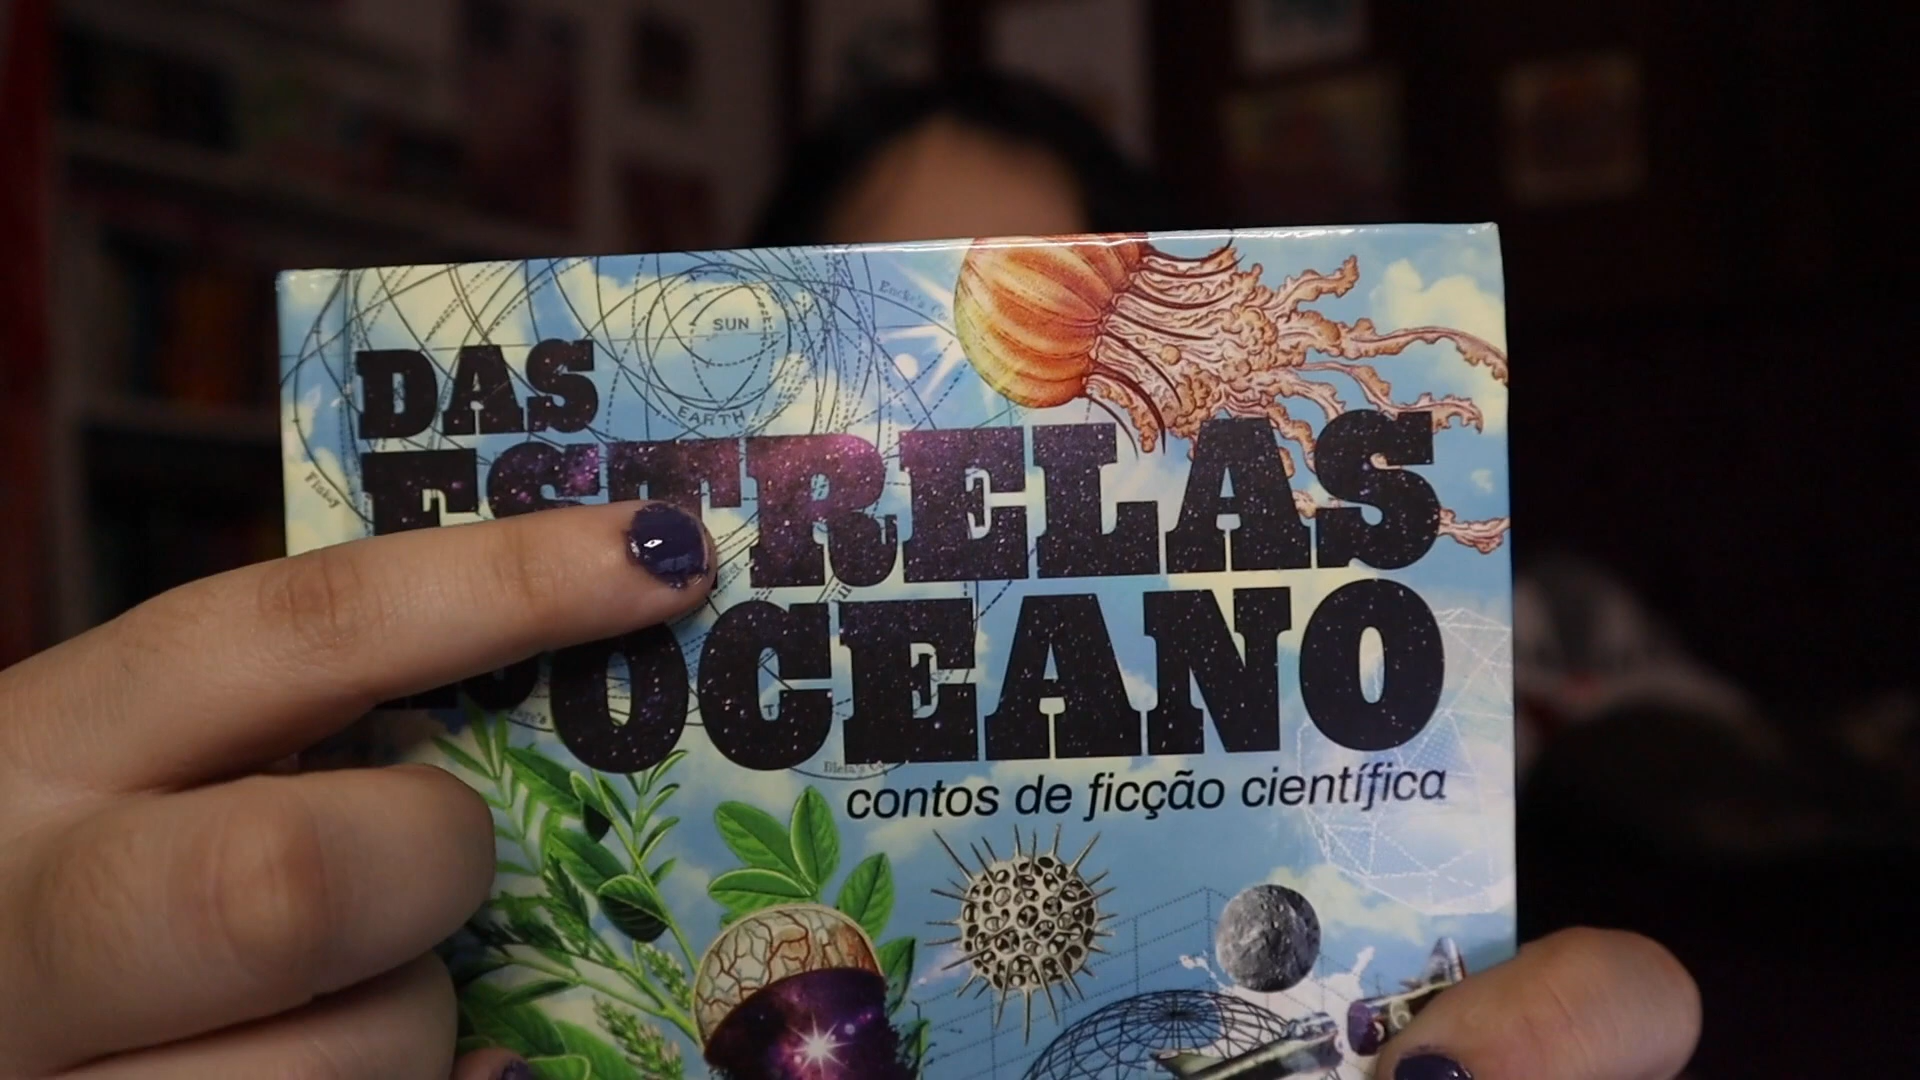 DAS
ESTRELAS
OCEANO
contos de ficção científica
SUN
EARTH